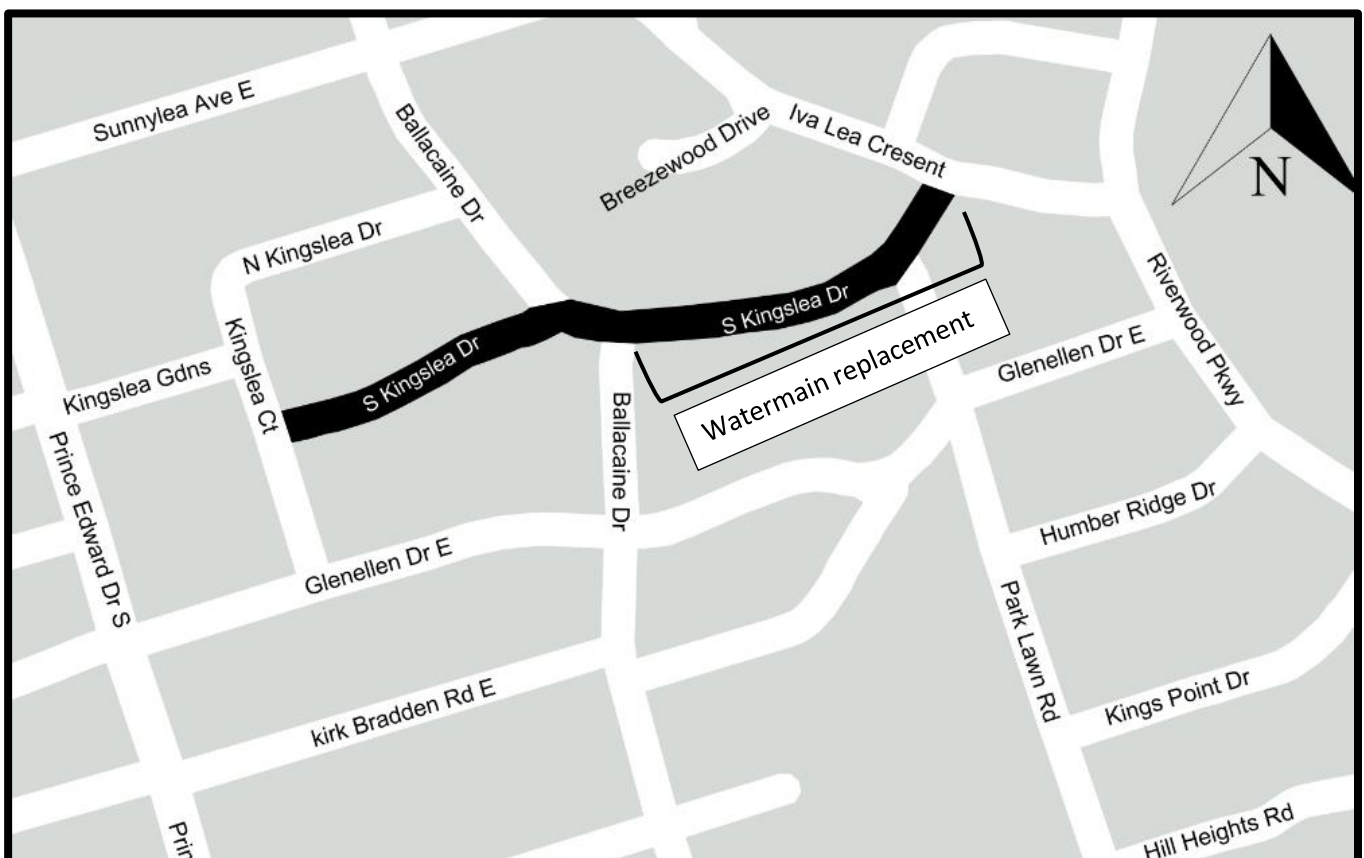 Sunnylea Ave E
Ballacaine Dr
Breezewood Drive
Iva Lea Cresent
N
N Kingslea Dr
Riverwood Pkwy
S Kingslea Dr
S Kingslea Dr
Watermain replacement
Kingslea Ct
Kingslea Gdns
Glenellen Dr E
Ballacaine Dr
Prince Edward Dr S
Humber Ridge Dr
Glenellen Dr E
Park Lawn Rd
kirk Bradden Rd E
Kings Point Dr
Prin
Hill Heights Rd